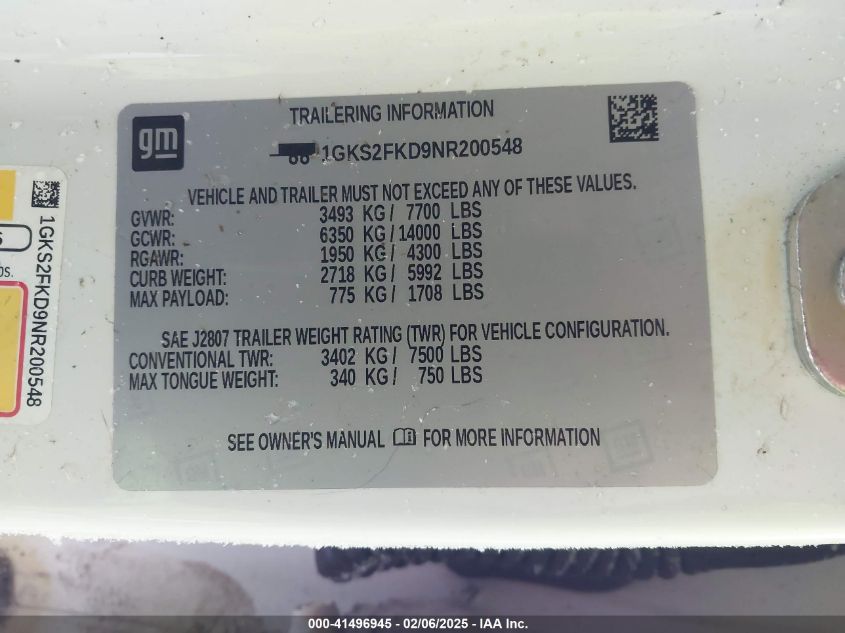 TRAILERING INFORMATION
gm
1GKS2FKD9NR200548
VEHICLE AND TRAILER MUST NOT EXCEED ANY OF THESE VALUES.
GVWR: 3493 KG / 7700 LBS
GCWR: 6350 KG / 14000 LBS
RGAWR: 1950 KG / 4300 LBS
CURB WEIGHT: 2718 KG / 5992 LBS
MAX PAYLOAD: 775 KG / 1708 LBS
SAE J2807 TRAILER WEIGHT RATING (TWR) FOR VEHICLE CONFIGURATION.
CONVENTIONAL TWR: 3402 KG / 7500 LBS
MAX TONGUE WEIGHT: 340 KG / 750 LBS
SEE OWNER'S MANUAL FOR MORE INFORMATION
1GKS2FKD9NR200548
bs.
000-41496945 - 02/06/2025 - IAA Inc.